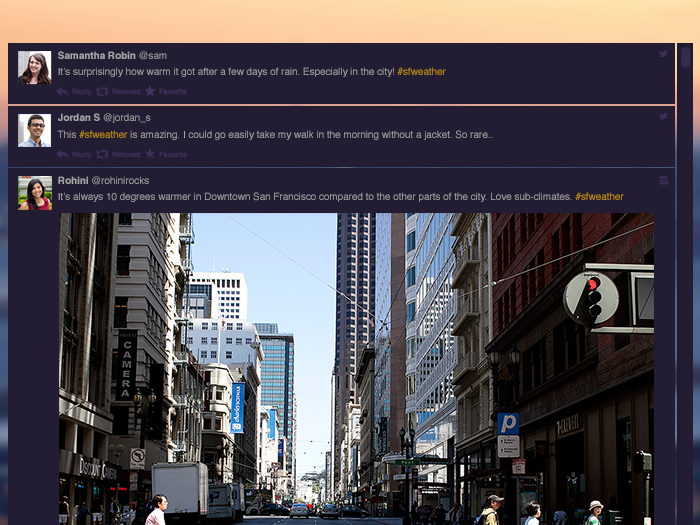 Samantha Robin @sam
It's surprisingly how warm it got after a few days of rain. Especially in the city! #sfweather
Reply Retweet Favorite
Jordan S @jordan_s
This #sfweather is amazing. I could go easily take my walk in the morning without a jacket. So rare..
Reply Retweet Favorite
Rohini @rohinirocks
It's always 10 degrees warmer in Downtown San Francisco compared to the other parts of the city. Love sub-climates. #sfweather
CAMERA
P
7-ELEVEN
Post